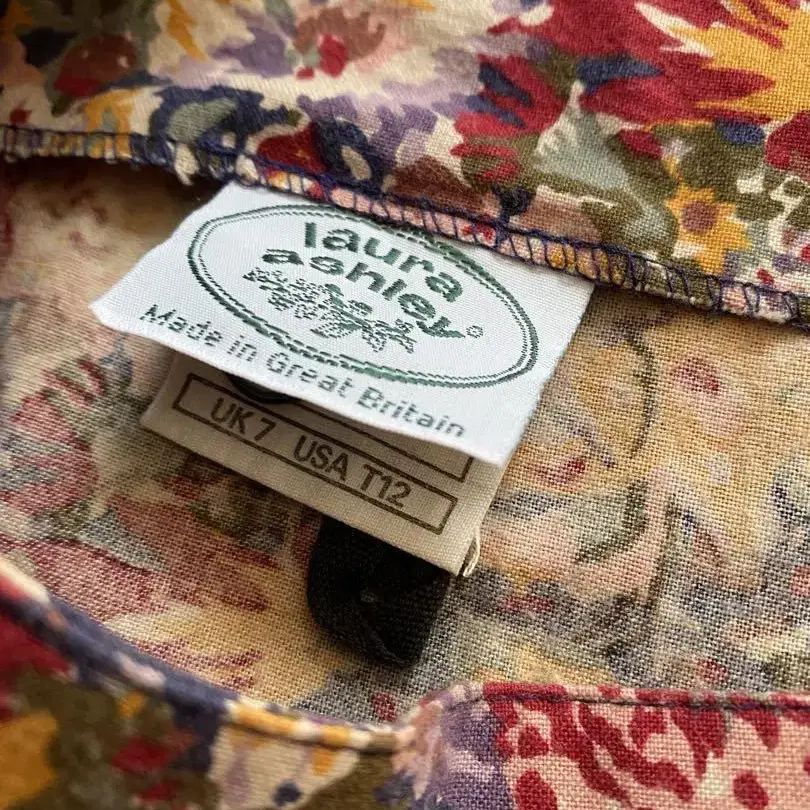 laura
ashley®
Made in Great Britain
UK 7 USA T12